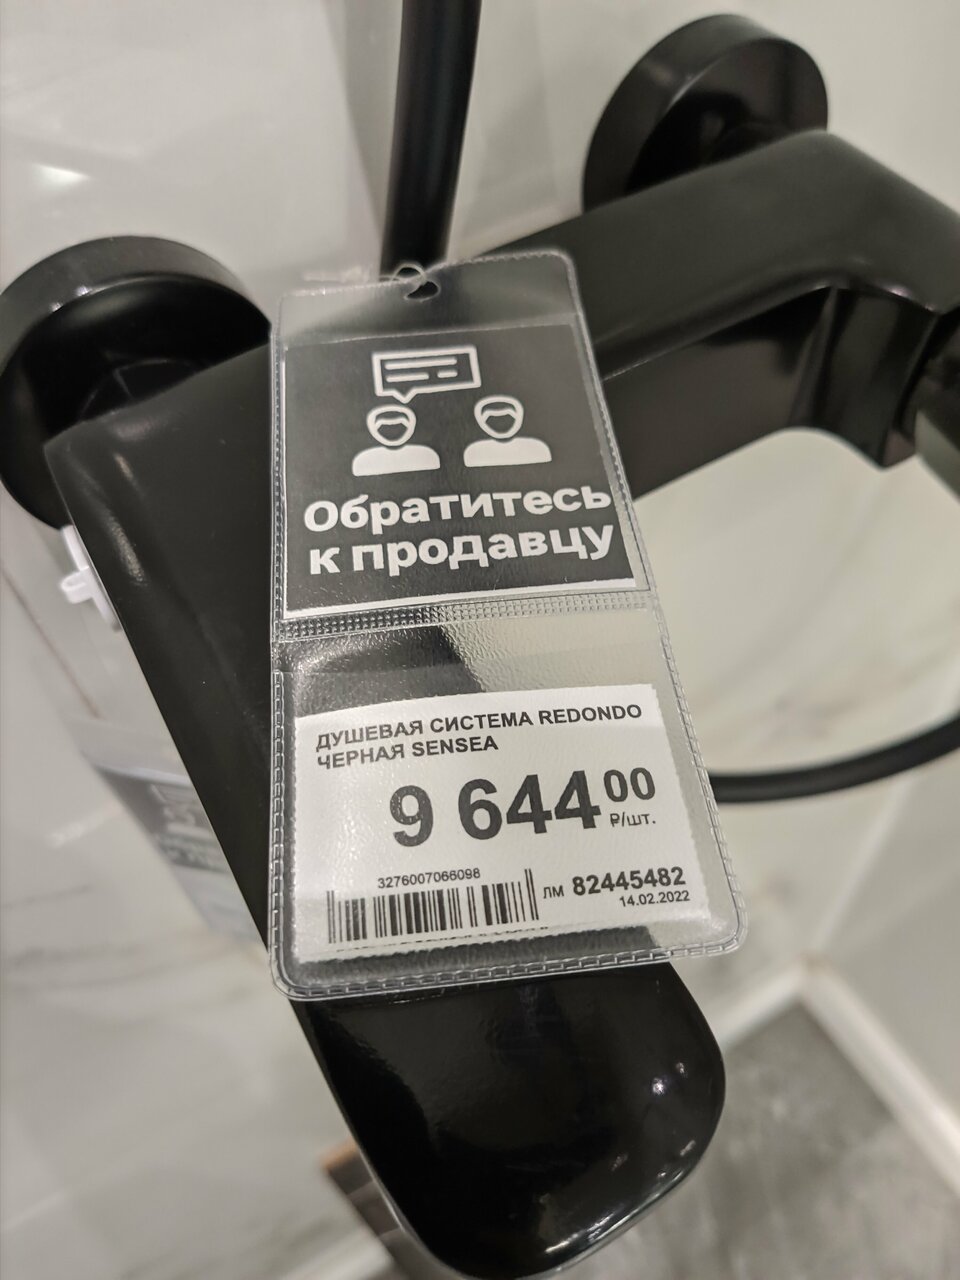 Обратитесь
к продавцу
ДУШЕВАЯ СИСТЕМА REDONDO
ЧЕРНАЯ SENSEA
9 644 00
₽/шт.
3276007066098
лм 82445482
14.02.2022